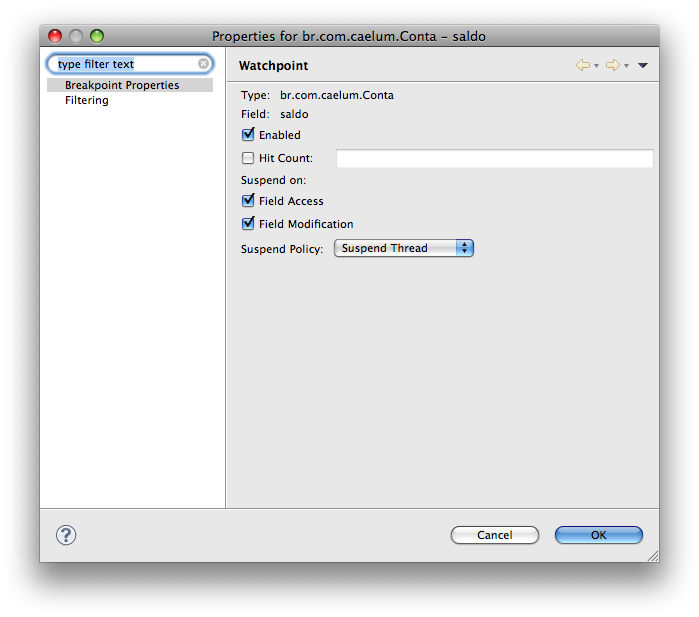 Properties for br.com.caelum.Conta – saldo
type filter text
Breakpoint Properties
Filtering
Watchpoint
Type: br.com.caelum.Conta
Field: saldo
Enabled
Hit Count:
Suspend on:
Field Access
Field Modification
Suspend Policy: Suspend Thread
?
Cancel OK